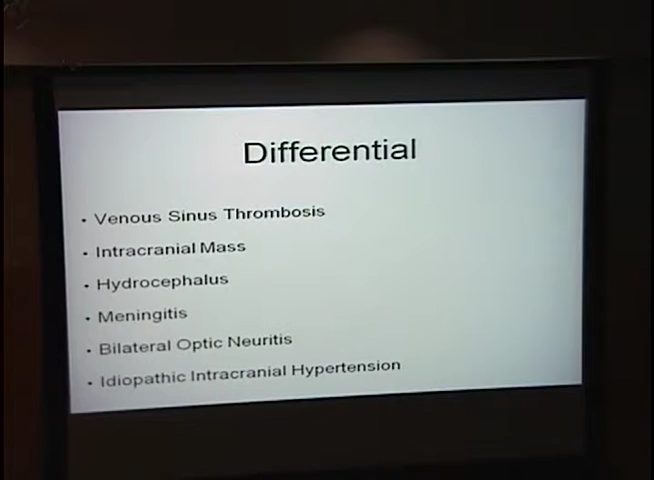 Differential
• Venous Sinus Thrombosis
• Intracranial Mass
• Hydrocephalus
• Meningitis
• Bilateral Optic Neuritis
• Idiopathic Intracranial Hypertension